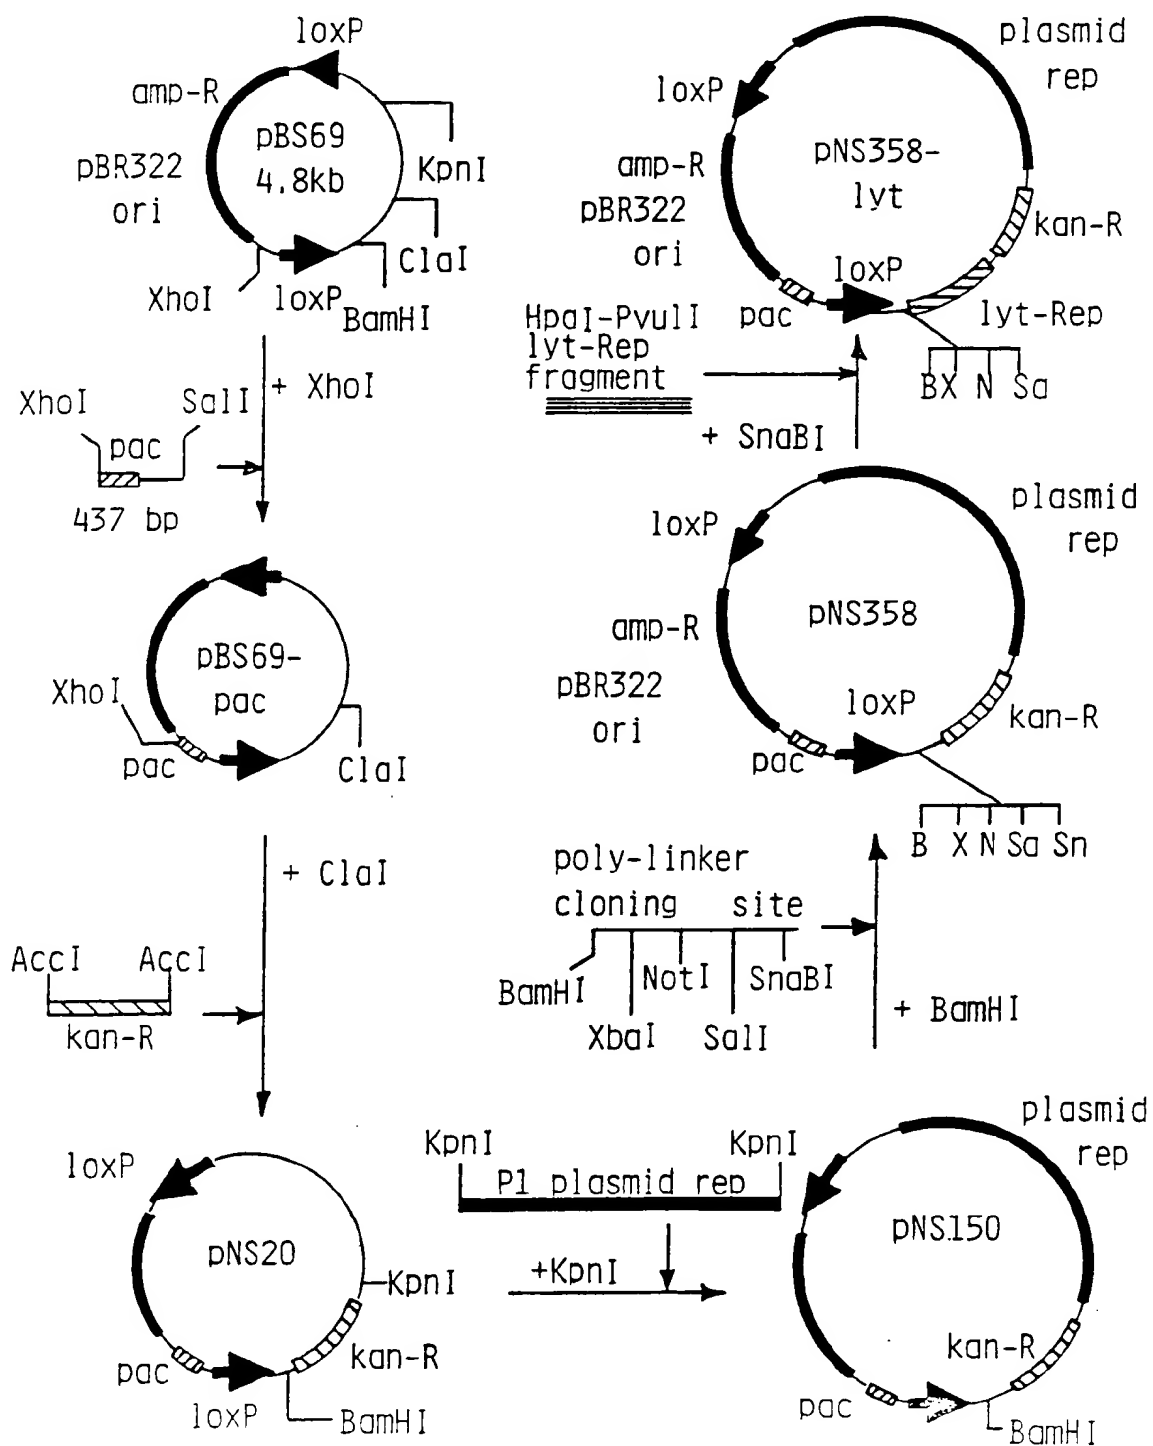 loxP
amp-R
pBS69
4.8kb
pBR322
ori
KpnI
ClaI
XhoI
loxP
BamHI
+ XhoI
XhoI
SalI
pac
437 bp
pBS69-
pac
XhoI
pac
ClaI
+ ClaI
AccI
AccI
kan-R
loxP
pNS20
KpnI
kan-R
pac
loxP
BamHI
KpnI
KpnI
P1 plasmid rep
+KpnI
plasmid
rep
pNS150
kan-R
pac
BamHI
poly-linker
cloning site
BamHI
NotI
SnaBI
XbaI
SalI
+ BamHI
plasmid
rep
loxP
pNS358
amp-R
pBR322
ori
loxP
kan-R
pac
B X N Sa Sn
HpaI-PvuII
lyt-Rep
fragment
+ SnaBI
plasmid
rep
loxP
pNS358-
lyt
amp-R
pBR322
ori
kan-R
loxP
pac
lyt-Rep
BX N Sa